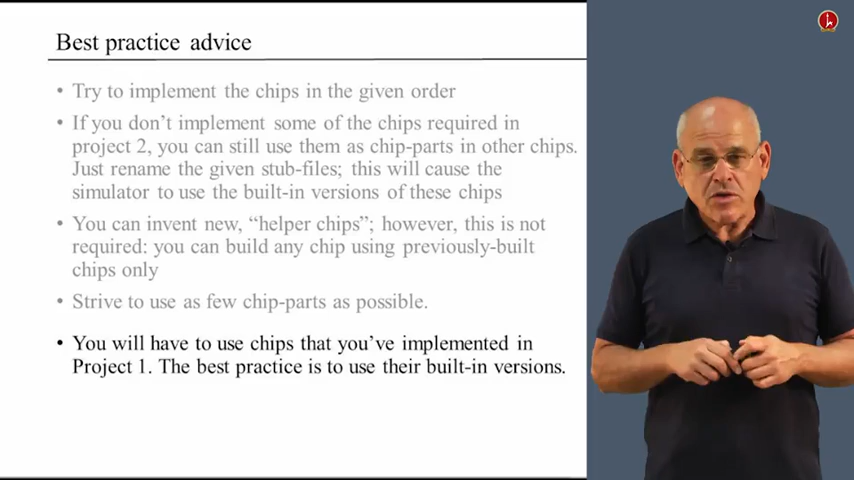 Best practice advice
• Try to implement the chips in the given order
• If you don't implement some of the chips required in
project 2, you can still use them as chip-parts in other chips.
Just rename the given stub-files; this will cause the
simulator to use the built-in versions of these chips
• You can invent new, “helper chips”; however, this is not
required: you can build any chip using previously-built
chips only
• Strive to use as few chip-parts as possible.
• You will have to use chips that you've implemented in
Project 1. The best practice is to use their built-in versions.